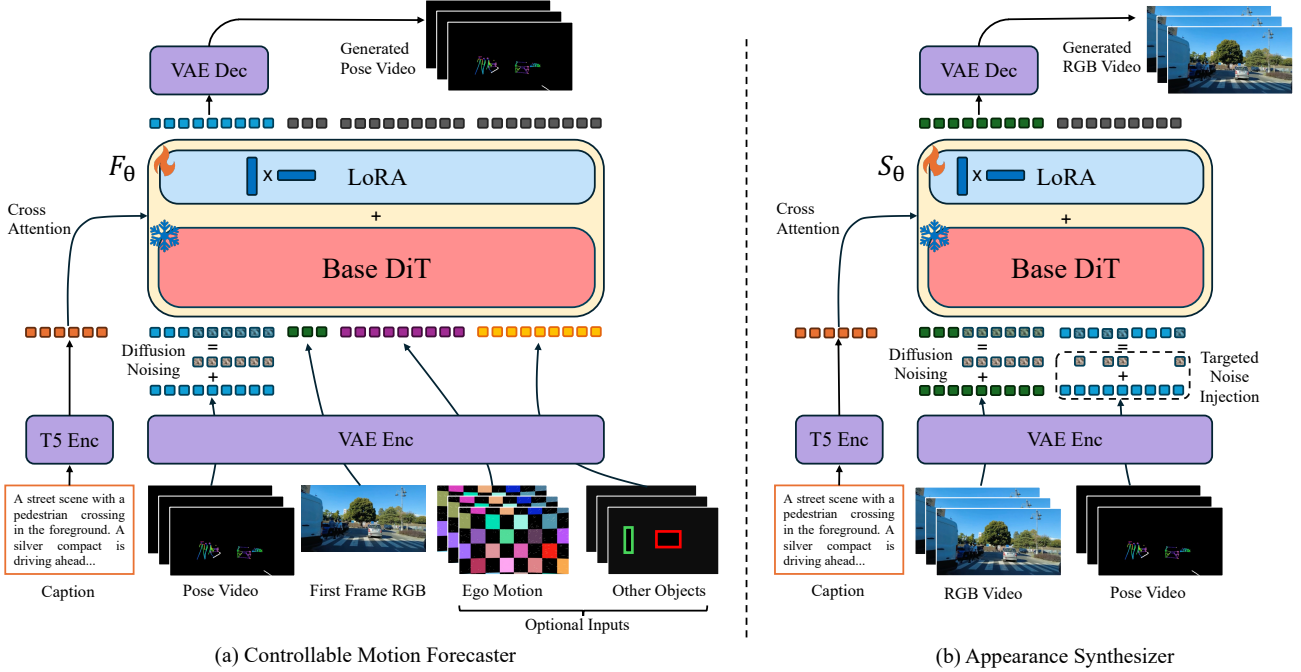 Generated
Pose Video
VAE Dec
F_θ
LoRA
x
+
Cross
Attention
Base DiT
Diffusion
Noising
=
+
T5 Enc
VAE Enc
A street scene with a
pedestrian crossing
in the foreground. A
silver compact is
driving ahead...
Caption
Pose Video
First Frame RGB
Ego Motion
Other Objects
Optional Inputs
(a) Controllable Motion Forecaster
Generated
RGB Video
VAE Dec
S_θ
LoRA
x
+
Cross
Attention
Base DiT
Diffusion
Noising
=
+
=
+
Targeted
Noise
Injection
T5 Enc
VAE Enc
A street scene with a
pedestrian crossing
in the foreground. A
silver compact is
driving ahead...
Caption
RGB Video
Pose Video
(b) Appearance Synthesizer